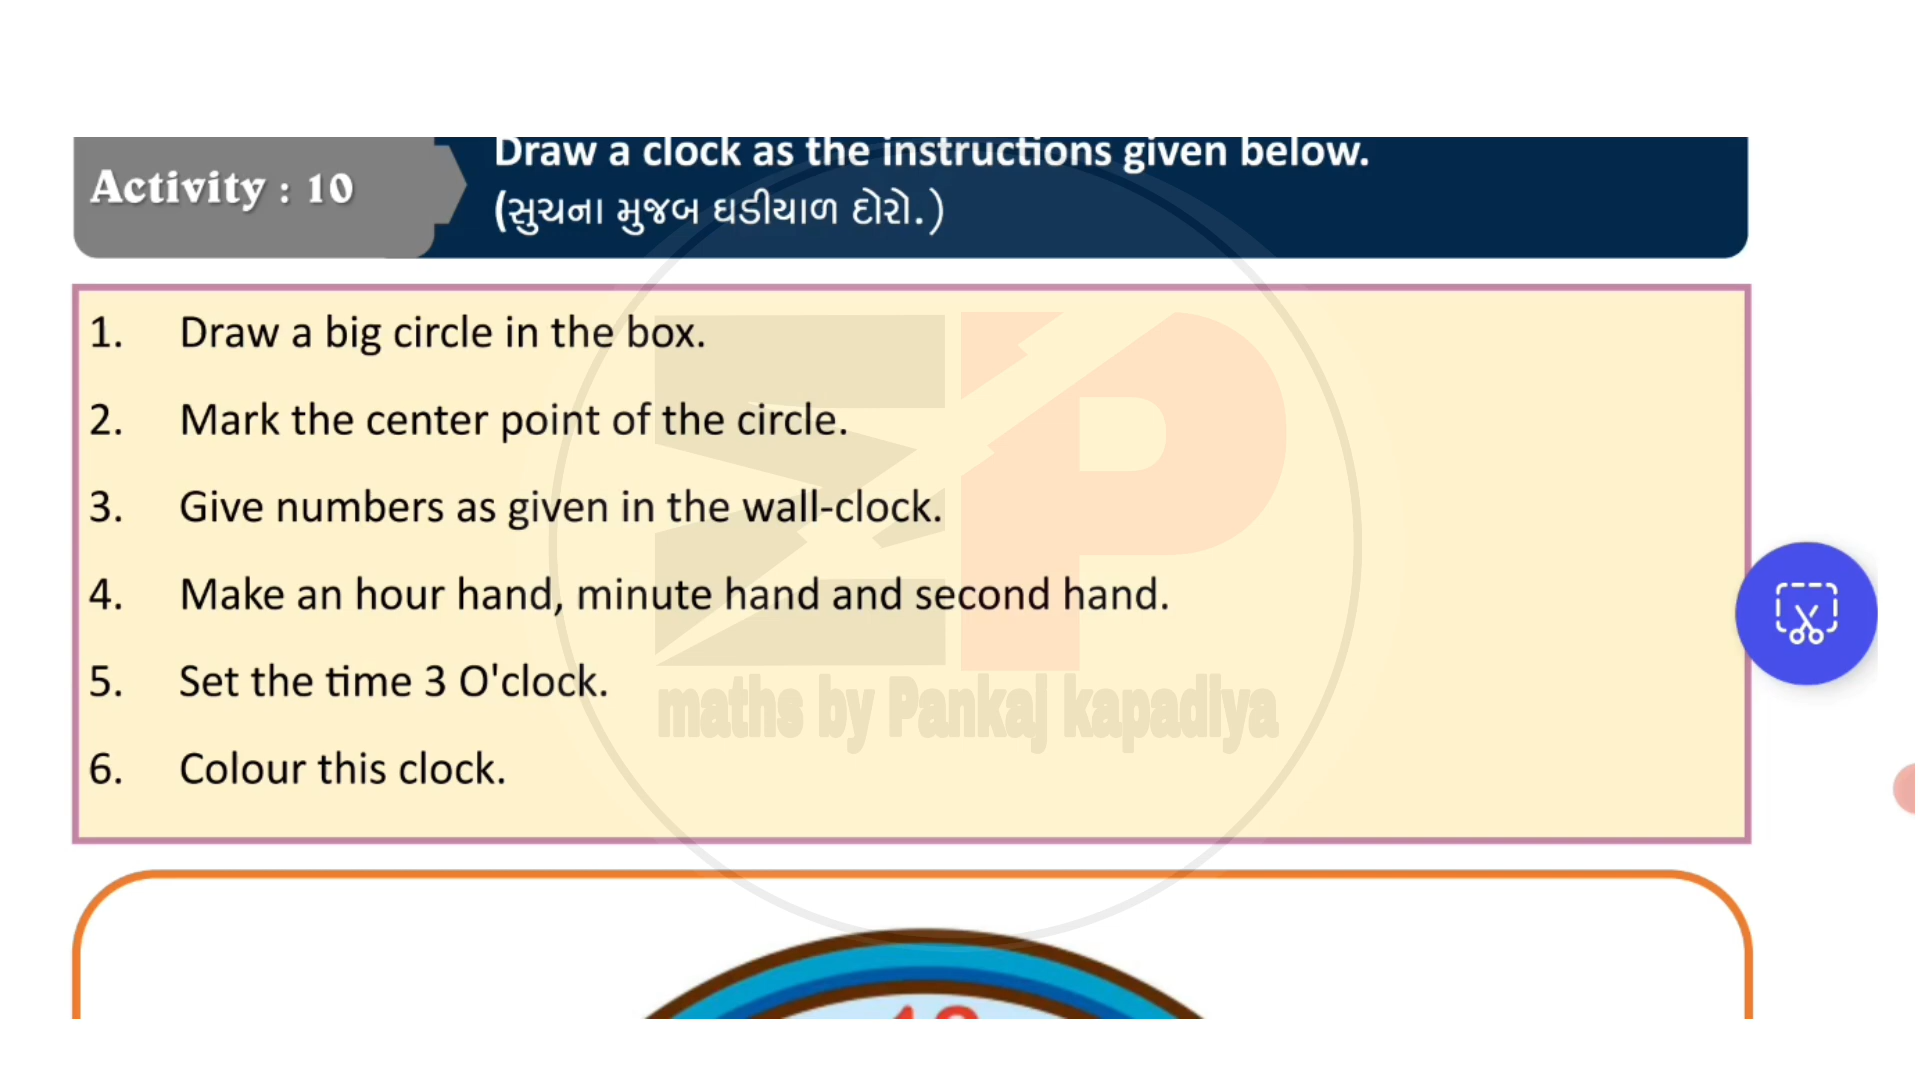 Activity : 10
Draw a clock as the instructions given below.
(સુચના મુજબ ઘડીયાળ દોરો.)
1. Draw a big circle in the box.
2. Mark the center point of the circle.
3. Give numbers as given in the wall-clock.
4. Make an hour hand, minute hand and second hand.
5. Set the time 3 O'clock.
6. Colour this clock.
maths by Pankaj kapadiya